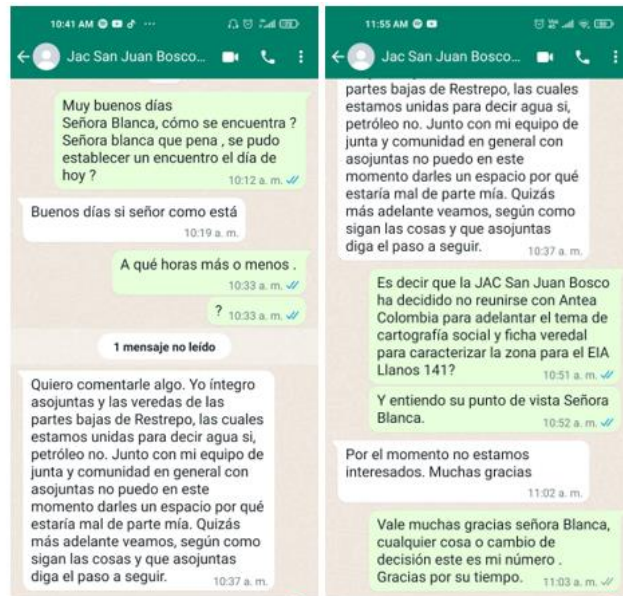 10:41 AM
Jac San Juan Bosco...
Muy buenos días
Señora Blanca, cómo se encuentra ?
Señora blanca que pena , se pudo
establecer un encuentro el día de
hoy ?
10:12 a. m.
Buenos días si señor como está
10:19 a. m.
A qué horas más o menos .
10:33 a. m.
?
10:33 a. m.
1 mensaje no leído
Quiero comentarle algo. Yo íntegro
asojuntas y las veredas de las
partes bajas de Restrepo, las cuales
estamos unidas para decir agua si,
petróleo no. Junto con mi equipo de
junta y comunidad en general con
asojuntas no puedo en este
momento darles un espacio por qué
estaría mal de parte mía. Quizás
más adelante veamos, según como
sigan las cosas y que asojuntas
diga el paso a seguir.
10:37 a. m.
11:55 AM
Jac San Juan Bosco...
partes bajas de Restrepo, las cuales
estamos unidas para decir agua si,
petróleo no. Junto con mi equipo de
junta y comunidad en general con
asojuntas no puedo en este
momento darles un espacio por qué
estaría mal de parte mía. Quizás
más adelante veamos, según como
sigan las cosas y que asojuntas
diga el paso a seguir.
10:37 a. m.
Es decir que la JAC San Juan Bosco
ha decidido no reunirse con Antea
Colombia para adelantar el tema de
cartografía social y ficha veredal
para caracterizar la zona para el EIA
Llanos 141?
10:51 a. m.
Y entiendo su punto de vista Señora
Blanca.
10:52 a. m.
Por el momento no estamos
interesados. Muchas gracias
11:02 a. m.
Vale muchas gracias señora Blanca,
cualquier cosa o cambio de
decisión este es mi número .
Gracias por su tiempo.
11:03 a. m.